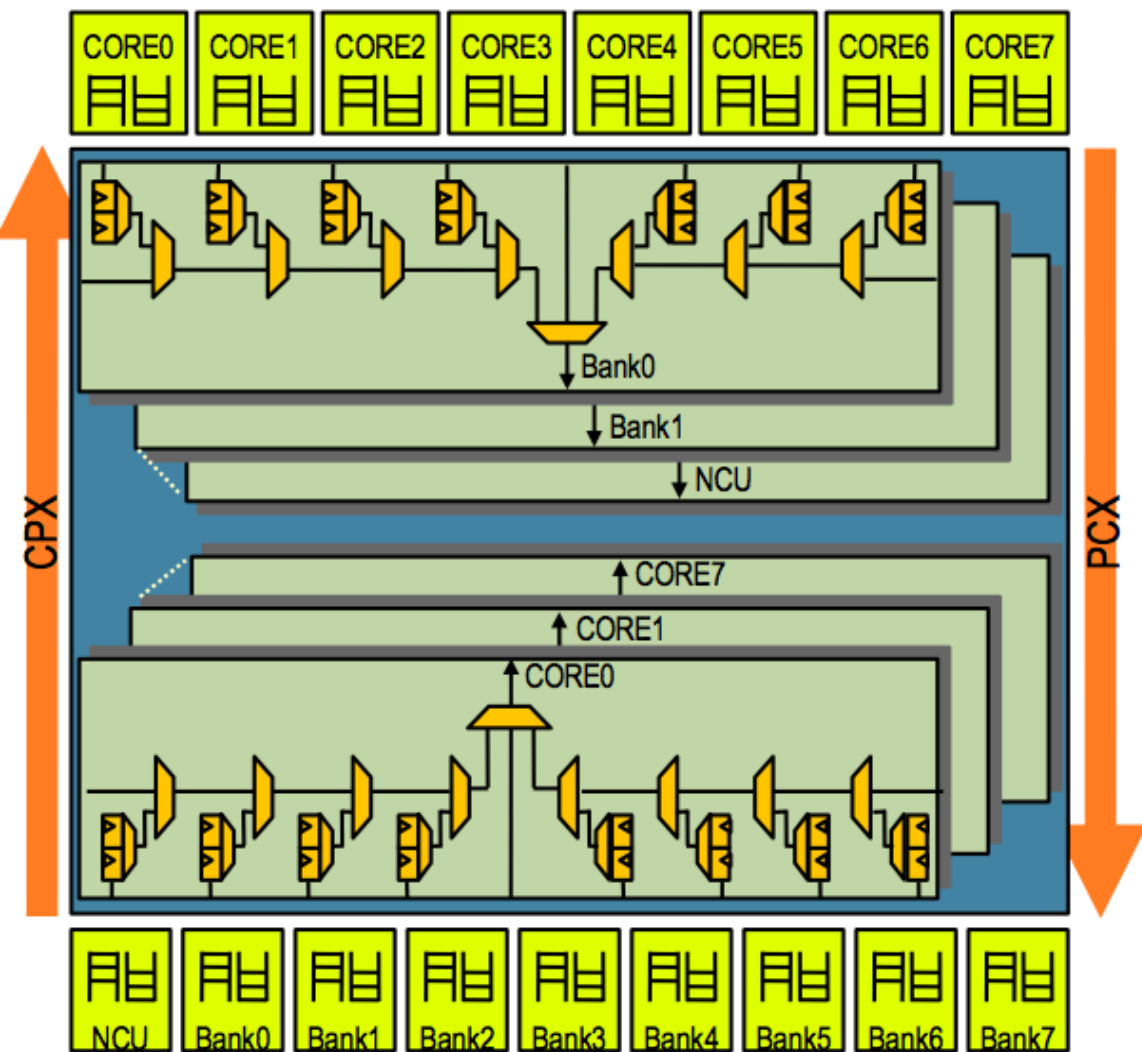 CORE0 CORE1 CORE2 CORE3 CORE4 CORE5 CORE6 CORE7
Bank0
Bank1
NCU
CPX
PCX
CORE7
CORE1
CORE0
NCU Bank0 Bank1 Bank2 Bank3 Bank4 Bank5 Bank6 Bank7